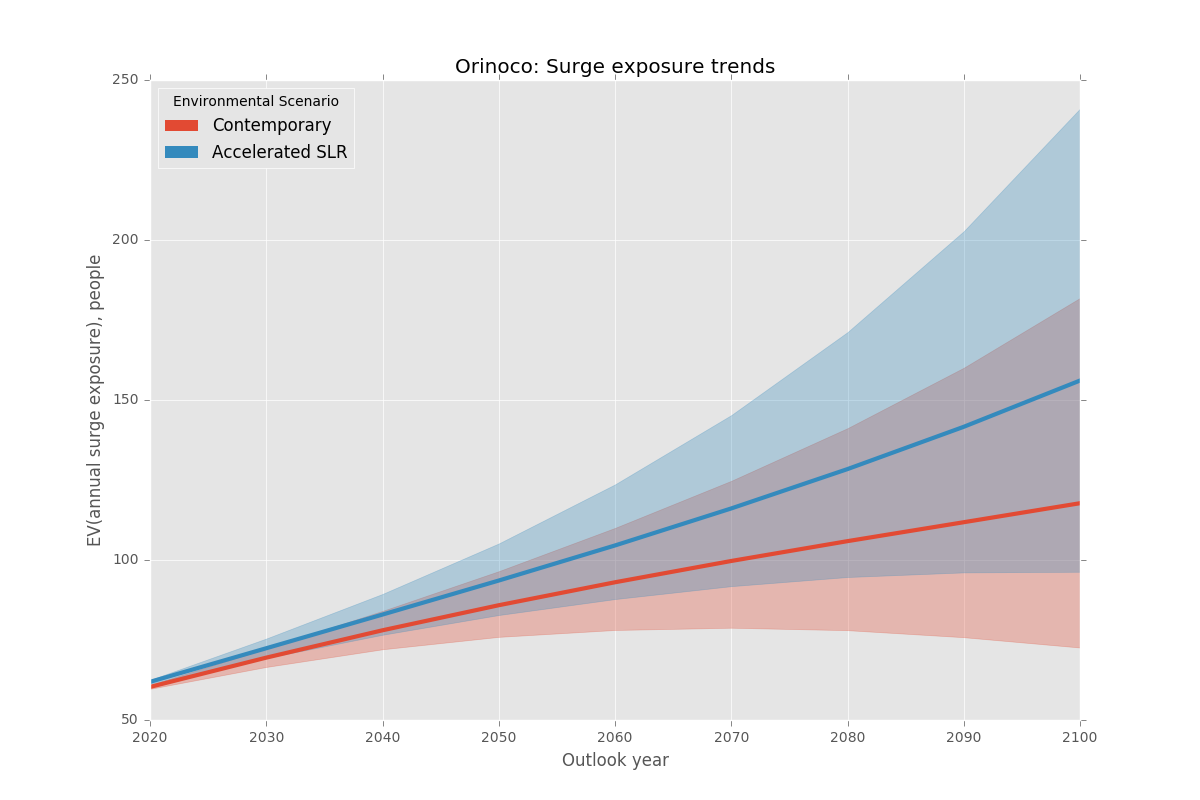 Orinoco: Surge exposure trends
Environmental Scenario
Contemporary
Accelerated SLR
EV(annual surge exposure), people
250
200
150
100
50
2020 2030 2040 2050 2060 2070 2080 2090 2100
Outlook year